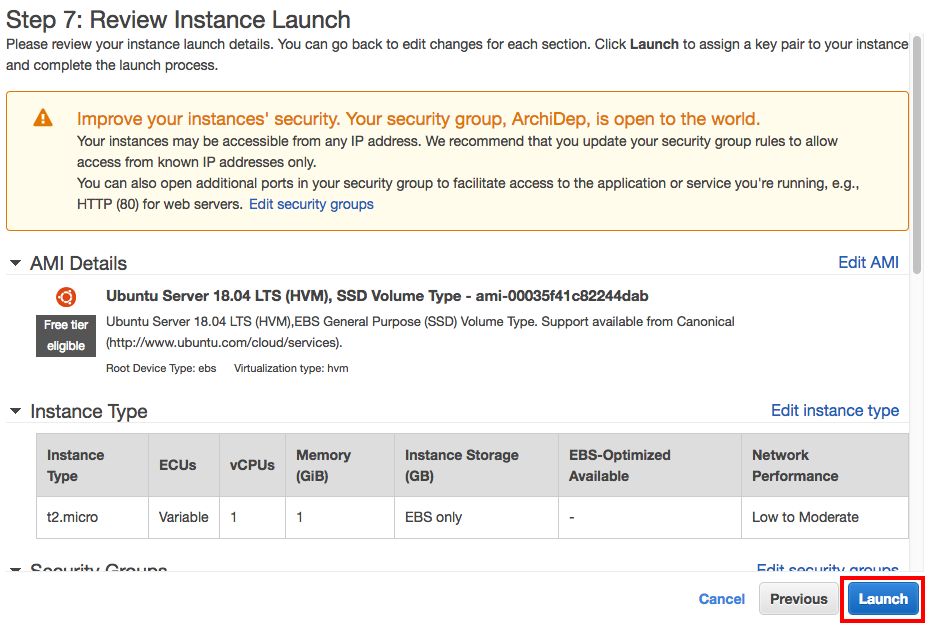 Step 7: Review Instance Launch
Please review your instance launch details. You can go back to edit changes for each section. Click Launch to assign a key pair to your instance
and complete the launch process.
Improve your instances' security. Your security group, ArchiDep, is open to the world.
Your instances may be accessible from any IP address. We recommend that you update your security group rules to allow
access from known IP addresses only.
You can also open additional ports in your security group to facilitate access to the application or service you're running, e.g.,
HTTP (80) for web servers. Edit security groups
AMI Details Edit AMI
Ubuntu Server 18.04 LTS (HVM), SSD Volume Type - ami-00035f41c82244dab
Free tier
eligible
Ubuntu Server 18.04 LTS (HVM),EBS General Purpose (SSD) Volume Type. Support available from Canonical
(http://www.ubuntu.com/cloud/services).
Root Device Type: ebs Virtualization type: hvm
Instance Type Edit instance type
Instance Type ECUs vCPUs Memory (GiB) Instance Storage (GB) EBS-Optimized Available Network Performance
t2.micro Variable 1 1 EBS only - Low to Moderate
Security Groups Edit security groups
Cancel Previous Launch